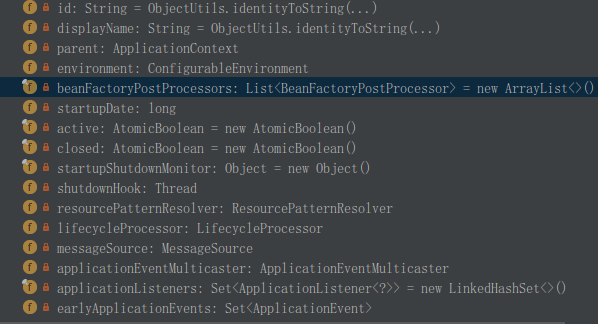 id: String = ObjectUtils.identityToString(...)
displayName: String = ObjectUtils.identityToString(...)
parent: ApplicationContext
environment: ConfigurableEnvironment
beanFactoryPostProcessors: List<BeanFactoryPostProcessor> = new ArrayList<>()
startupDate: long
active: AtomicBoolean = new AtomicBoolean()
closed: AtomicBoolean = new AtomicBoolean()
startupShutdownMonitor: Object = new Object()
shutdownHook: Thread
resourcePatternResolver: ResourcePatternResolver
lifecycleProcessor: LifecycleProcessor
messageSource: MessageSource
applicationEventMulticaster: ApplicationEventMulticaster
applicationListeners: Set<ApplicationListener<?>> = new LinkedHashSet<>()
earlyApplicationEvents: Set<ApplicationEvent>